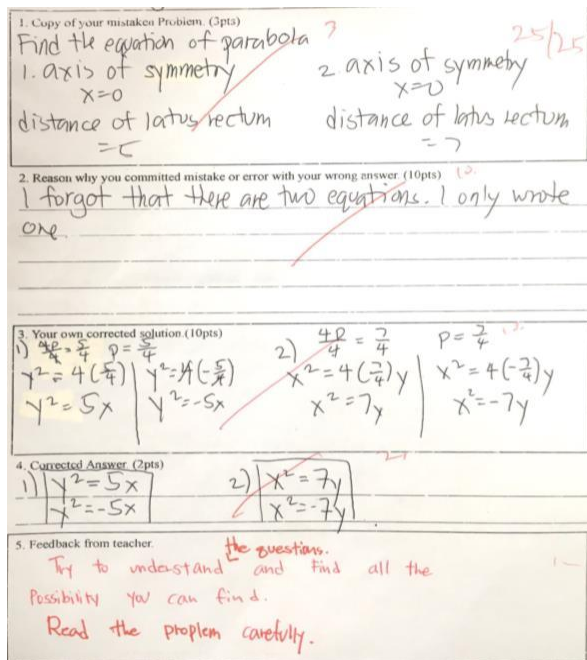 1. Copy of your mistaken Problem. (3pts) 3
25/25
Find the equation of parabola
1. axis of symmetry
x=0
distance of latus rectum
=5
2. axis of symmetry
x=0
distance of latus rectum
=7
2. Reason why you committed mistake or error with your wrong answer (10pts) 10.
I forgot that there are two equations. I only wrote
one.
3. Your own corrected solution.(10pts) 10.
1) 4p/4 = 5/4 p = 5/4
y² = 4(5/4) y² = 4(-5/4)
y² = 5x y² = -5x
2) 4p/4 = 7/4 p = 7/4
x² = 4(7/4)y x² = 4(-7/4)y
x² = 7y x² = -7y
4. Corrected Answer (2pts)
1) y² = 5x
y² = -5x
2) x² = 7y
x² = -7y
5. Feedback from teacher.
the questions.
Try to understand and find all the
Possibility you can find.
Read the proplem carefully.